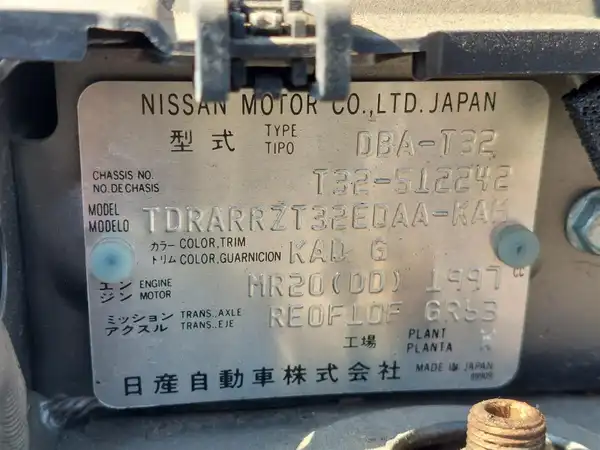 NISSAN MOTOR CO.,LTD. JAPAN
型式 TYPE TIPO DBA-T32
CHASSIS NO. NO.DE CHASIS T32-512242
MODEL MODELO
カラー COLOR,TRIM トリム COLOR,GUARNICION KAD G
エンジン ENGINE MOTOR MR20(DD) 1997 cc
ミッション TRANS.,AXLE アクスル TRANS.,EJE RE0F10F GR63
工場 PLANT PLANTA
日産自動車株式会社 MADE IN JAPAN